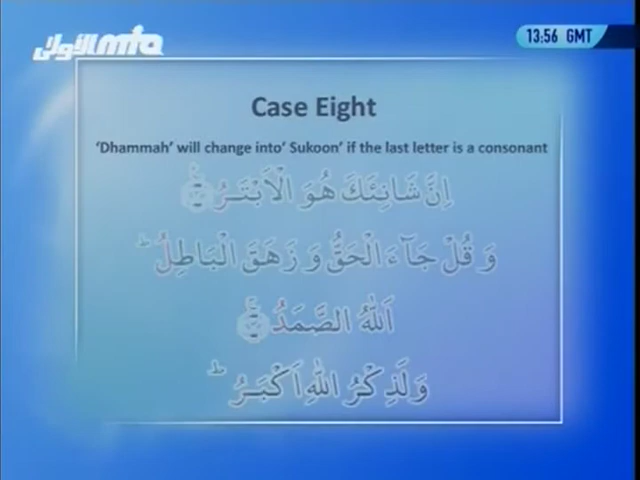 الأولى mta
13:56 GMT
Case Eight
‘Dhammah’ will change into‘ Sukoon’ if the last letter is a consonant
اِنَّ شَانِئَكَ هُوَ الْاَبْتَرُ
وَ قُلْ جَآءَ الْحَقُّ وَ زَهَقَ الْبَاطِلُ ؕ
اَللّٰهُ الصَّمَدُ
وَلَذِكْرُ اللّٰهِ اَكْبَرُ ؕ